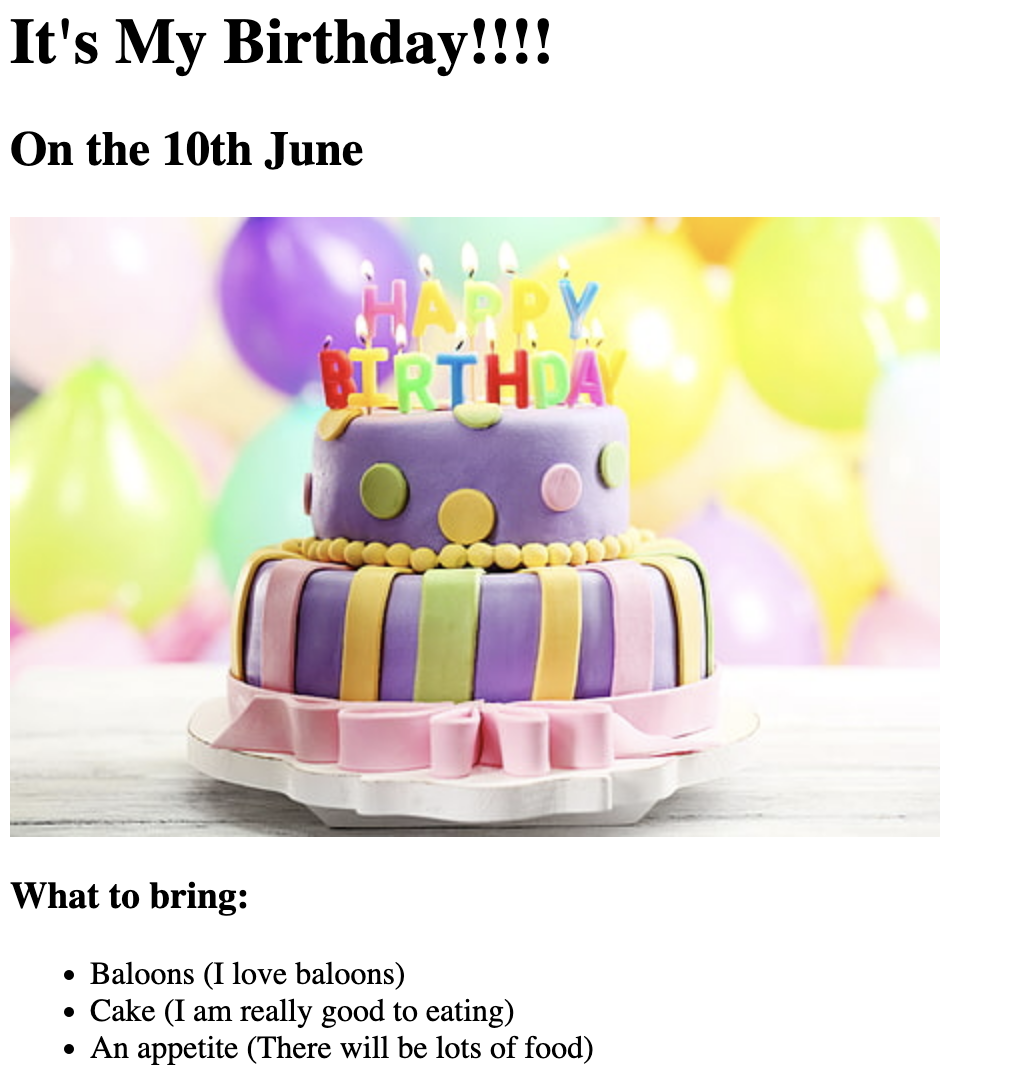 It's My Birthday!!!!
On the 10th June
HAPPY
BIRTHDAY
What to bring:
Baloons (I love baloons)
Cake (I am really good to eating)
An appetite (There will be lots of food)